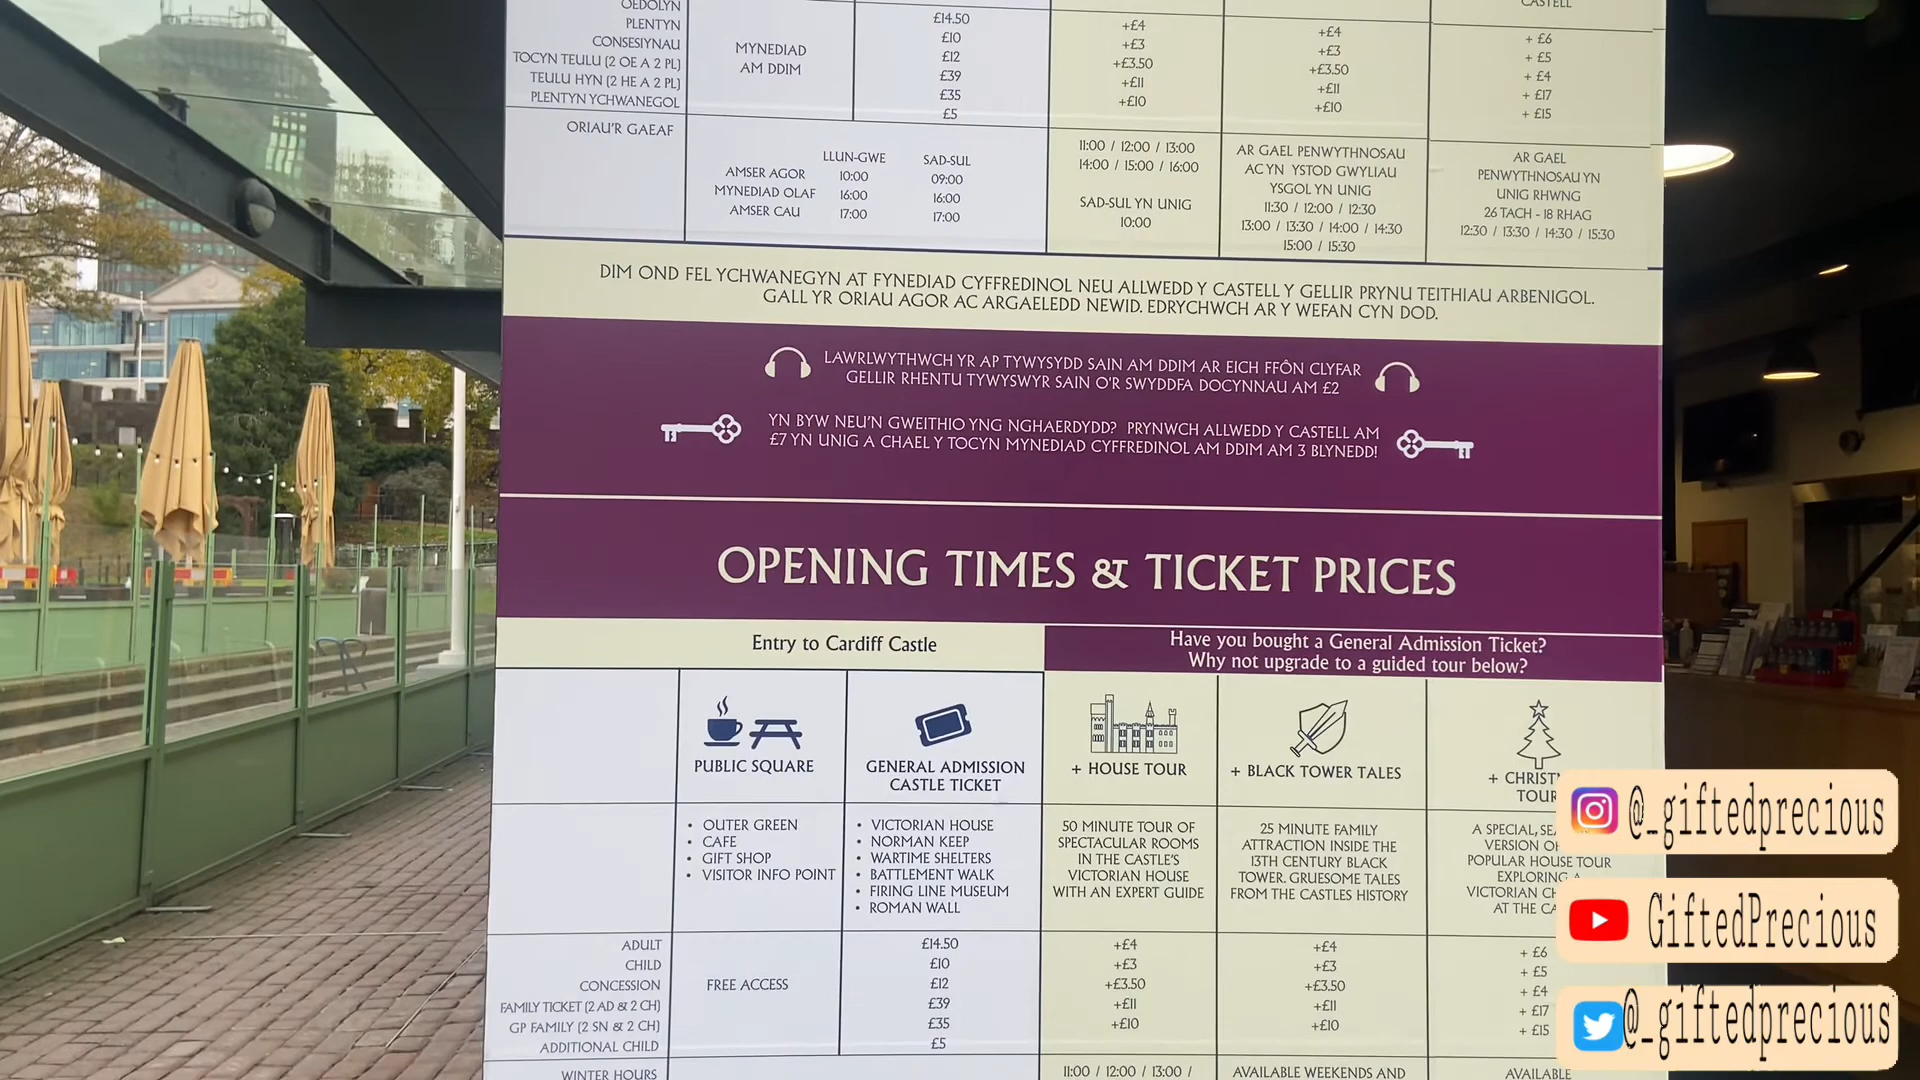 OEDOLYN
PLENTYN
CONSESIYNAU
TOCYN TEULU (2 OE A 2 PL)
TEULU HYN (2 HE A 2 PL)
PLENTYN YCHWANEGOL
MYNEDIAD
AM DDIM
£14.50
£10
£12
£39
£35
£5
+£4
+£3
+£3.50
+£11
+£10
+£4
+£3
+£3.50
+£11
+£10
CASTELL
+ £6
+ £5
+ £4
+ £17
+ £15
ORIAU'R GAEAF
LLUN-GWE SAD-SUL
AMSER AGOR 10:00 09:00
MYNEDIAD OLAF 16:00 16:00
AMSER CAU 17:00 17:00
11:00 / 12:00 / 13:00
14:00 / 15:00 / 16:00
SAD-SUL YN UNIG
10:00
AR GAEL PENWYTHNOSAU
AC YN YSTOD GWYLIAU
YSGOL YN UNIG
11:30 / 12:00 / 12:30
13:00 / 13:30 / 14:00 / 14:30
15:00 / 15:30
AR GAEL
PENWYTHNOSAU YN
UNIG RHWNG
26 TACH - 18 RHAG
12:30 / 13:30 / 14:30 / 15:30
DIM OND FEL YCHWANEGYN AT FYNEDIAD CYFFREDINOL NEU ALLWEDD Y CASTELL Y GELLIR PRYNU TEITHIAU ARBENIGOL.
GALL YR ORIAU AGOR AC ARGAELEDD NEWID. EDRYCHWCH AR Y WEFAN CYN DOD.
LAWRLWYTHWCH YR AP TYWYSYDD SAIN AM DDIM AR EICH FFÔN CLYFAR
GELLIR RHENTU TYWYSWYR SAIN O'R SWYDDFA DOCYNNAU AM £2
YN BYW NEU'N GWEITHIO YNG NGHAERDYDD? PRYNWCH ALLWEDD Y CASTELL AM
£7 YN UNIG A CHAEL Y TOCYN MYNEDIAD CYFFREDINOL AM DDIM AM 3 BLYNEDD!
OPENING TIMES & TICKET PRICES
Entry to Cardiff Castle
Have you bought a General Admission Ticket?
Why not upgrade to a guided tour below?
PUBLIC SQUARE
GENERAL ADMISSION
CASTLE TICKET
+ HOUSE TOUR
+ BLACK TOWER TALES
+ CHRISTM
TOUR
• OUTER GREEN
• CAFE
• GIFT SHOP
• VISITOR INFO POINT
• VICTORIAN HOUSE
• NORMAN KEEP
• WARTIME SHELTERS
• BATTLEMENT WALK
• FIRING LINE MUSEUM
• ROMAN WALL
50 MINUTE TOUR OF
SPECTACULAR ROOMS
IN THE CASTLE'S
VICTORIAN HOUSE
WITH AN EXPERT GUIDE
25 MINUTE FAMILY
ATTRACTION INSIDE THE
13TH CENTURY BLACK
TOWER. GRUESOME TALES
FROM THE CASTLES HISTORY
A SPECIAL, SEA
VERSION OF
POPULAR HOUSE TOUR
EXPLORING A
VICTORIAN CH
AT THE CA
ADULT
CHILD
CONCESSION
FAMILY TICKET (2 AD & 2 CH)
GP FAMILY (2 SN & 2 CH)
ADDITIONAL CHILD
FREE ACCESS
£14.50
£10
£12
£39
£35
£5
+£4
+£3
+£3.50
+£11
+£10
+£4
+£3
+£3.50
+£11
+£10
+ £6
+ £5
+ £4
+ £17
+ £15
WINTER HOURS
11:00 / 12:00 / 13:00 /
AVAILABLE WEEKENDS AND
AVAILABLE
@_giftedprecious
GiftedPrecious
@_giftedprecious